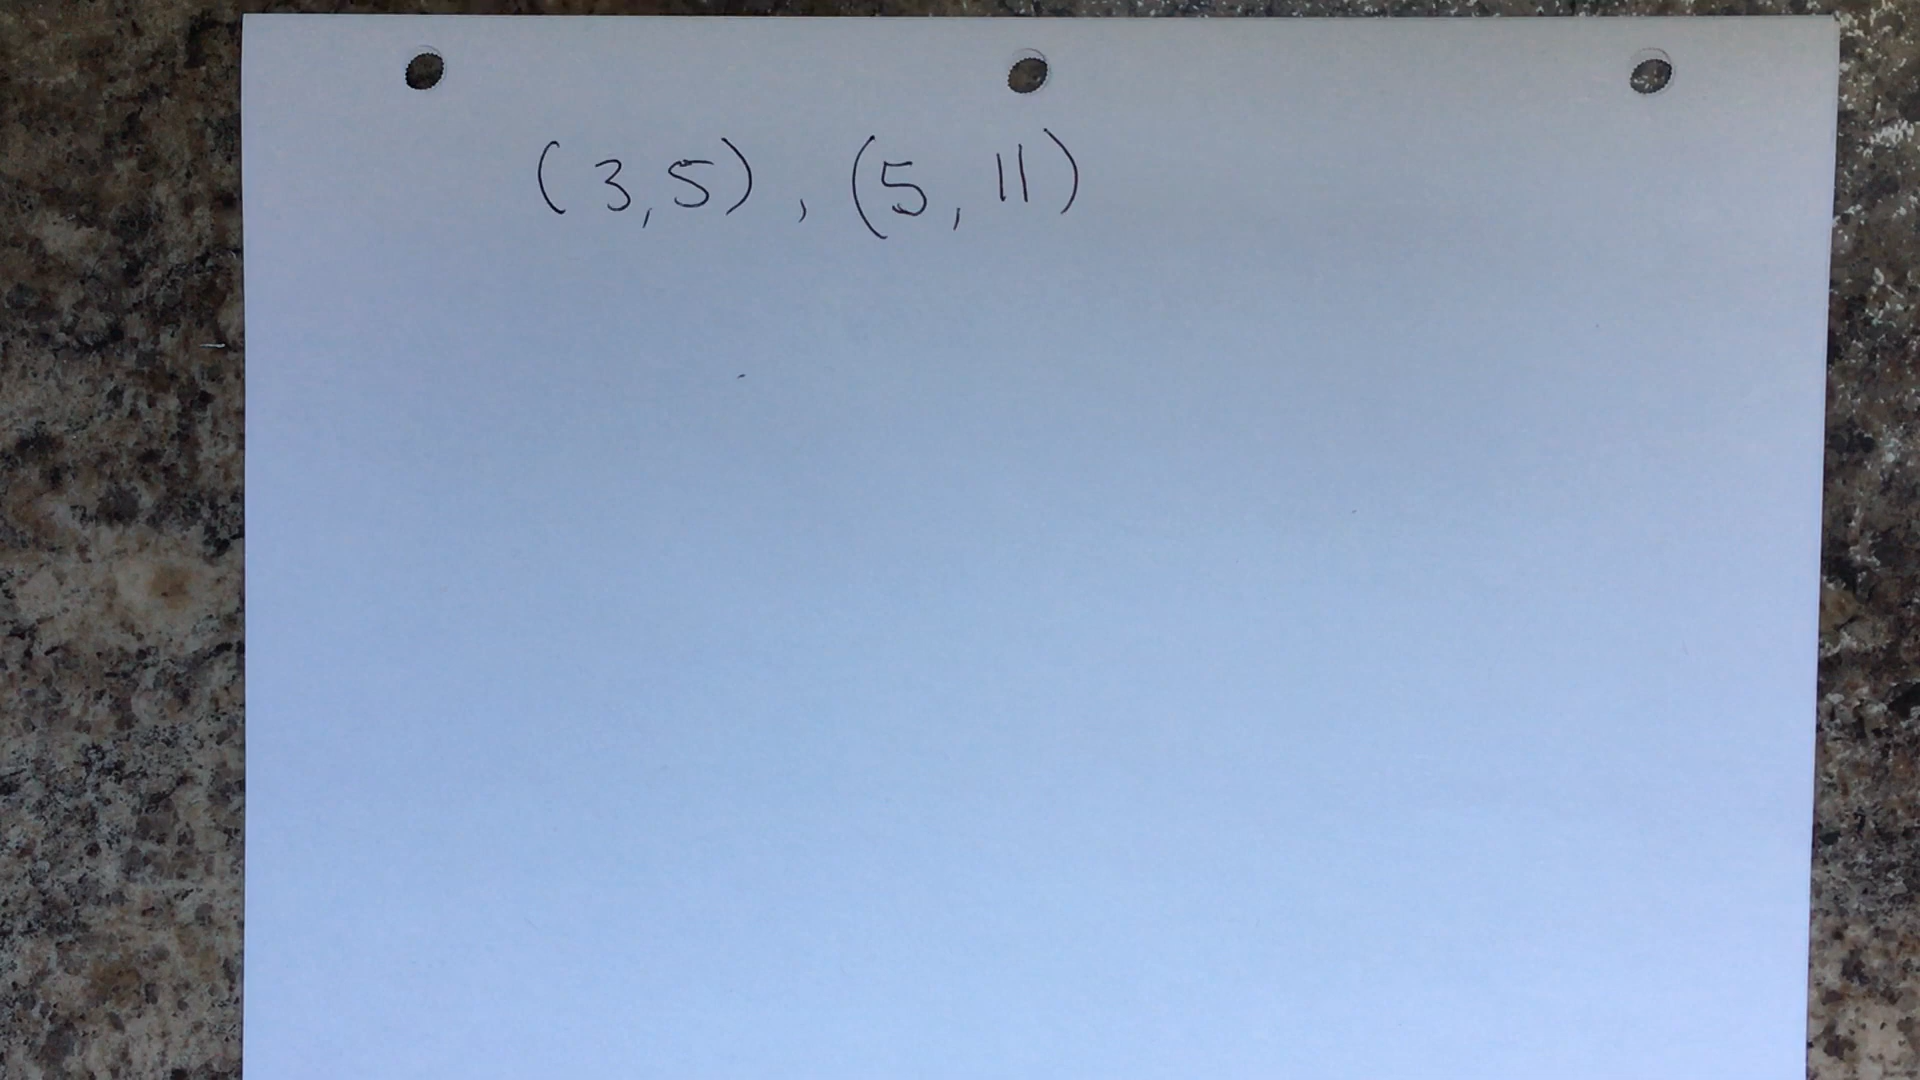 (3,5), (5, 11)